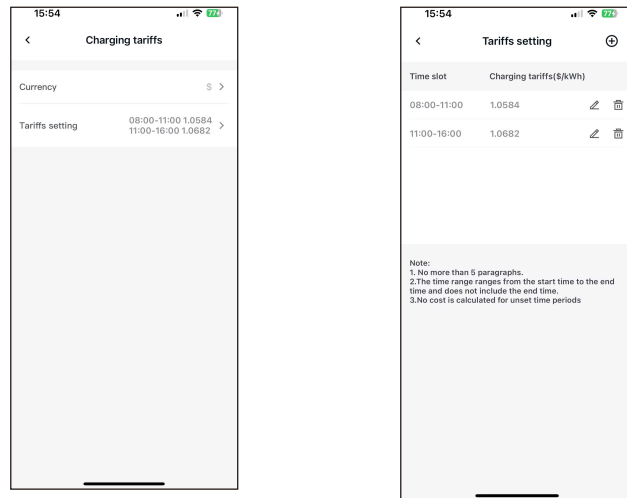 15:54
77
Charging tariffs
Currency
$
Tariffs setting
08:00-11:00 1.0584
11:00-16:00 1.0682
15:54
77
Tariffs setting
Time slot
Charging tariffs($/kWh)
08:00-11:00
1.0584
11:00-16:00
1.0682
Note:
1. No more than 5 paragraphs.
2.The time range ranges from the start time to the end
time and does not include the end time.
3.No cost is calculated for unset time periods